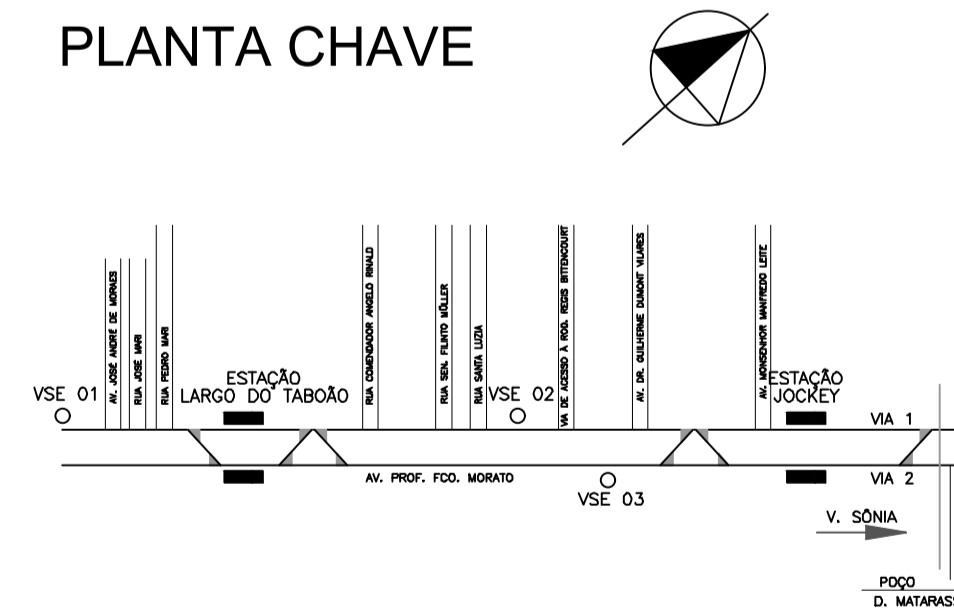 PLANTA CHAVE
AV. JOSÉ ANDRÉ DE MORAES
RUA JOSÉ MARI
RUA PEDRO MARI
RUA COMENDADOR ANGELO RINALD
RUA SEN. FILINTO MÜLLER
RUA SANTA LUZIA
VIA DE ACESSO À ROD. REGIS BITTENCOURT
AV. DR. GUILHERME DUMONT VILARES
AV. MONSENHOR MANFREDO LEITE
VSE 01
ESTAÇÃO
LARGO DO TABOÃO
VSE 02
ESTAÇÃO
JOCKEY
VIA 1
AV. PROF. FCO. MORATO
VSE 03
VIA 2
V. SÔNIA
POÇO
D. MATARAS